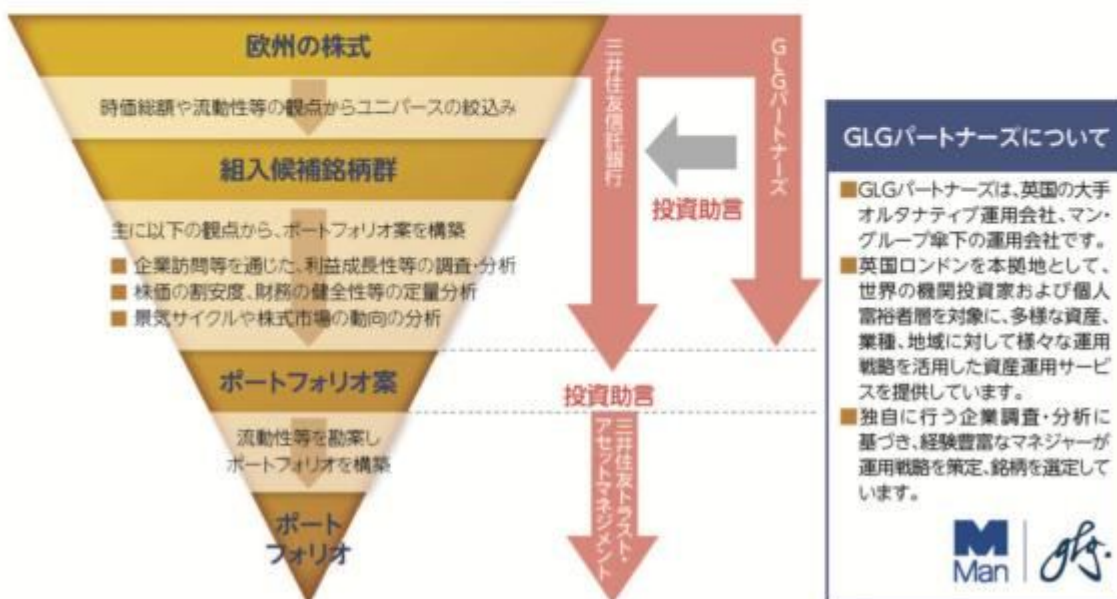 欧州の株式
時価総額や流動性等の観点からユニバースの絞込み
組入候補銘柄群
主に以下の観点から、ポートフォリオ案を構築
■ 企業訪問等を通じた、利益成長性等の調査・分析
■ 株価の割安度、財務の健全性等の定量分析
■ 景気サイクルや株式市場の動向の分析
ポートフォリオ案
流動性等を勘案し
ポートフォリオを構築
ポート
フォリオ
三井住友信託銀行
GLGパートナーズ
投資助言
投資助言
三井住友トラスト・
アセットマネジメント
GLGパートナーズについて
■GLGパートナーズは、英国の大手
オルタナティブ運用会社、マン・
グループ傘下の運用会社です。
■英国ロンドンを本拠地として、
世界の機関投資家および個人
富裕者層を対象に、多様な資産、
業種、地域に対して様々な運用
戦略を活用した資産運用サービ
スを提供しています。
■独自に行う企業調査・分析に
基づき、経験豊富なマネジャーが
運用戦略を策定、銘柄を選定して
います。
Man
glg.